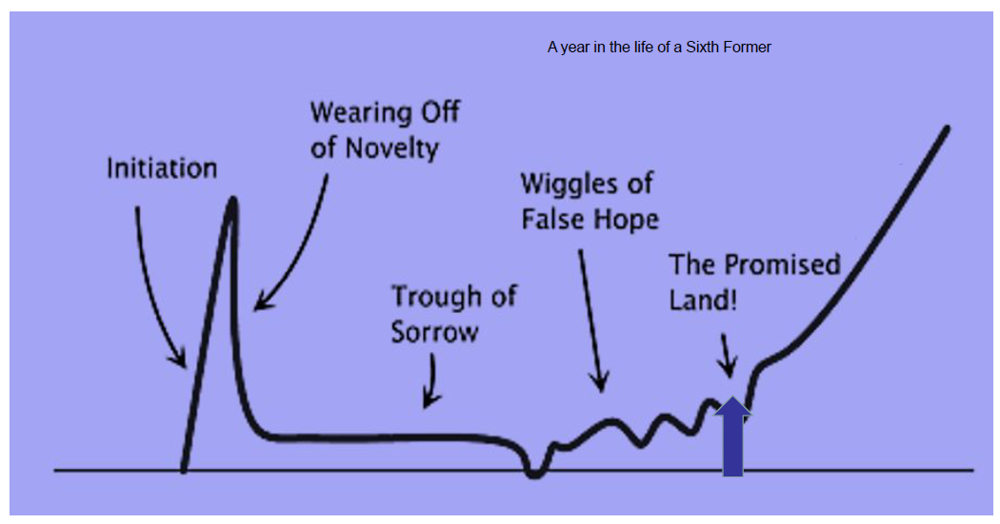 A year in the life of a Sixth Former
Wearing Off
of Novelty
Initiation
Wiggles of
False Hope
The Promised
Land!
Trough of
Sorrow